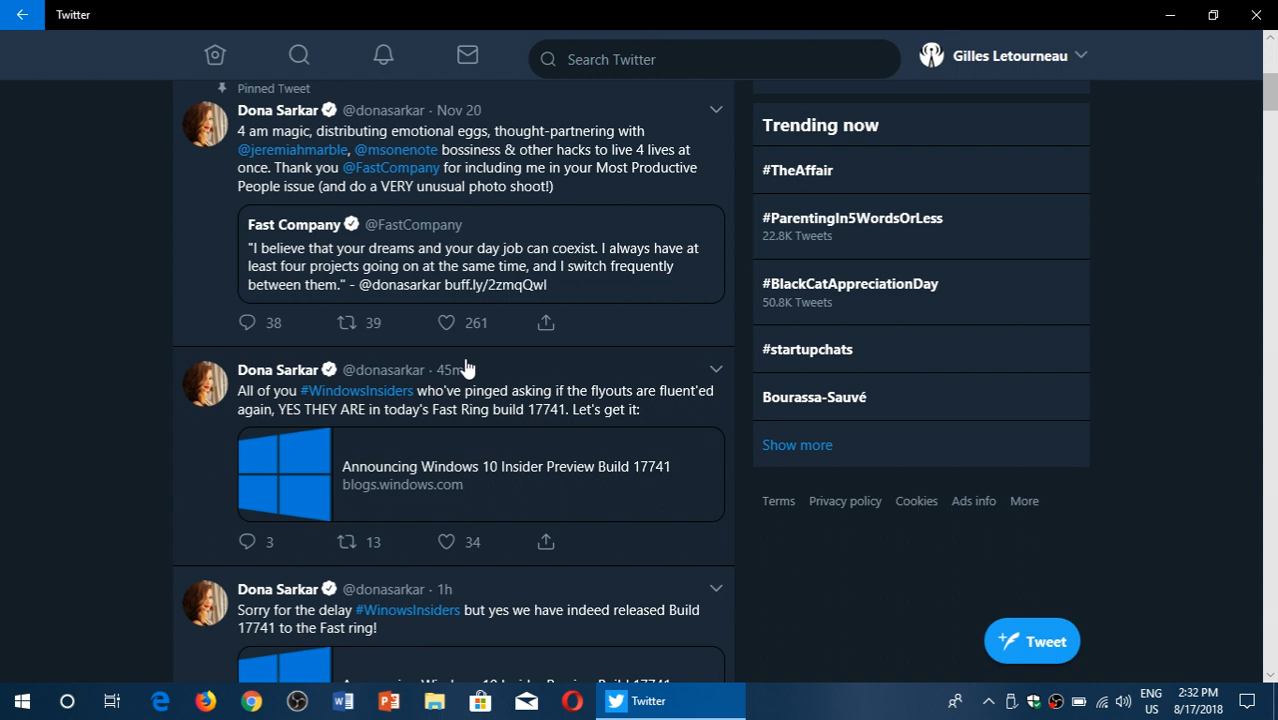 Twitter
Search Twitter
Gilles Letourneau
Pinned Tweet
Dona Sarkar @donasarkar · Nov 20
4 am magic, distributing emotional eggs, thought-partnering with
@jeremiahmarble, @msonenote bossiness & other hacks to live 4 lives at
once. Thank you @FastCompany for including me in your Most Productive
People issue (and do a VERY unusual photo shoot!)
Fast Company @FastCompany
"I believe that your dreams and your day job can coexist. I always have at
least four projects going on at the same time, and I switch frequently
between them." - @donasarkar buff.ly/2zmqQwI
38 39 261
Dona Sarkar @donasarkar · 45m
All of you #WindowsInsiders who've pinged asking if the flyouts are fluent'ed
again, YES THEY ARE in today's Fast Ring build 17741. Let's get it:
Announcing Windows 10 Insider Preview Build 17741
blogs.windows.com
3 13 34
Dona Sarkar @donasarkar · 1h
Sorry for the delay #WinowsInsiders but yes we have indeed released Build
17741 to the Fast ring!
Announcing Windows 10 Insider Preview Build 17741
Trending now
#TheAffair
#ParentingIn5WordsOrLess
22.8K Tweets
#BlackCatAppreciationDay
50.8K Tweets
#startupchats
Bourassa-Sauvé
Show more
Terms Privacy policy Cookies Ads info More
Tweet
Twitter
ENG
US
2:32 PM
8/17/2018